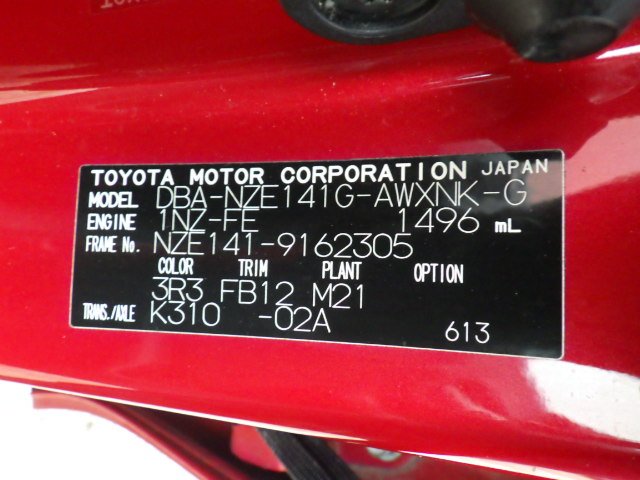 TOYOTA MOTOR CORPORATION JAPAN
MODEL DBA-NZE141G-AWXNK-G
ENGINE 1NZ-FE 1496 mL
FRAME No. NZE141-9162305
COLOR TRIM PLANT OPTION
3R3 FB12 M21
TRANS./AXLE K310 -02A 613